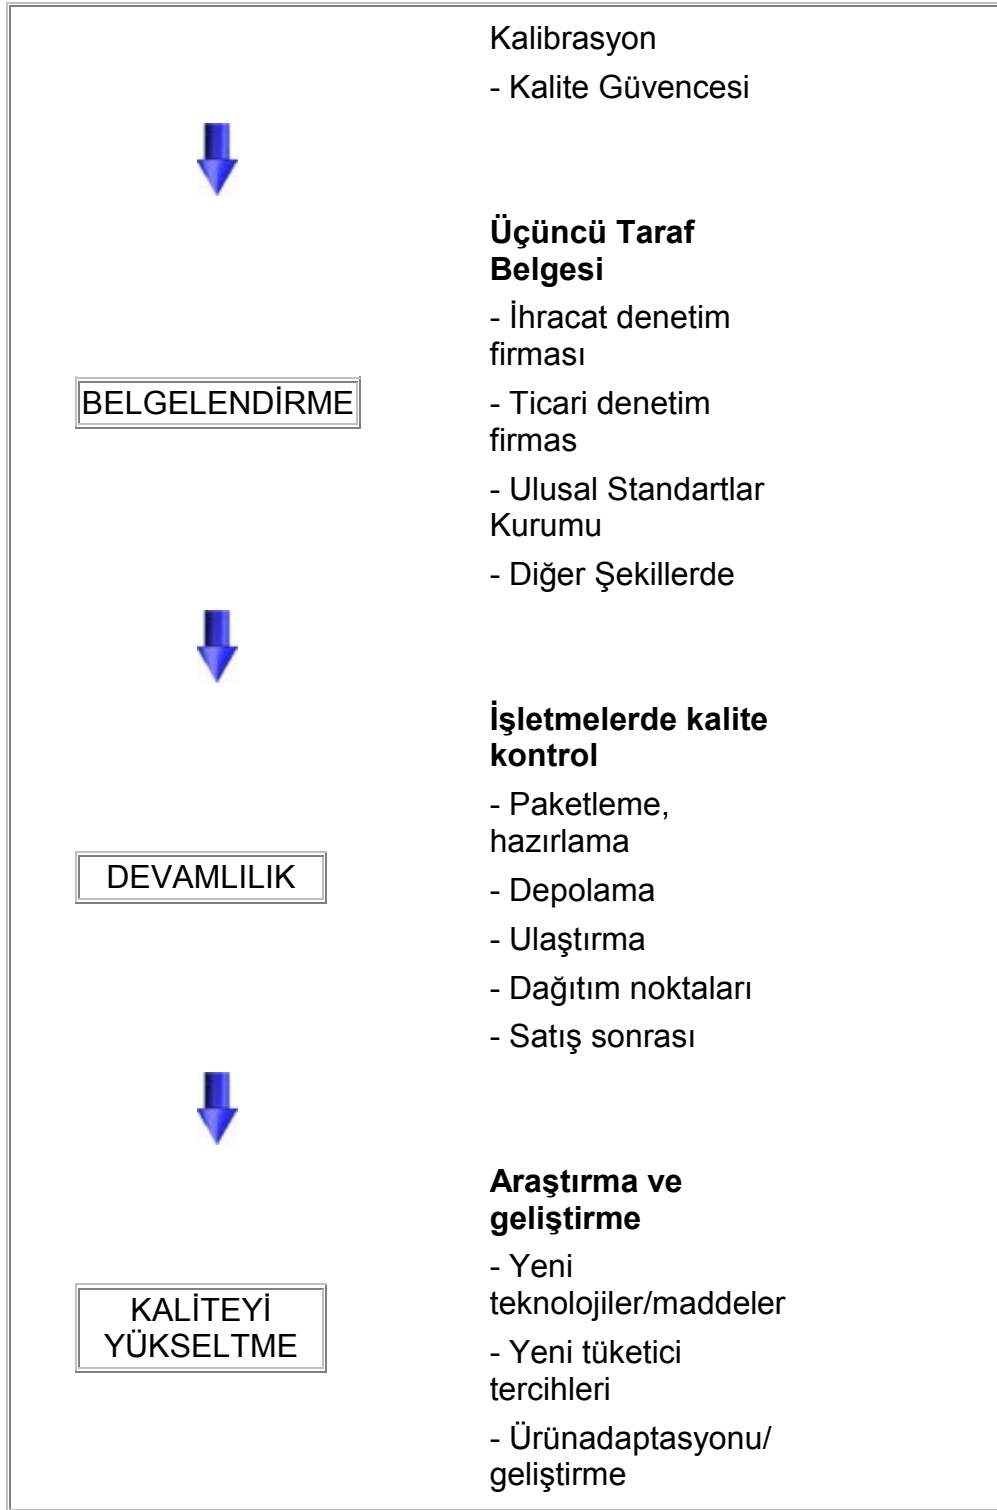 Kalibrasyon
- Kalite Güvencesi
Üçüncü Taraf
Belgesi
- İhracat denetim
firması
BELGELENDİRME
- Ticari denetim
firmas
- Ulusal Standartlar
Kurumu
- Diğer Şekillerde
İşletmelerde kalite
kontrol
- Paketleme,
hazırlama
DEVAMLILIK
- Depolama
- Ulaştırma
- Dağıtım noktaları
- Satış sonrası
Araştırma ve
geliştirme
- Yeni
teknolojiler/maddeler
KALİTEYİ
YÜKSELTME
- Yeni tüketici
tercihleri
- Ürünadaptasyonu/
geliştirme